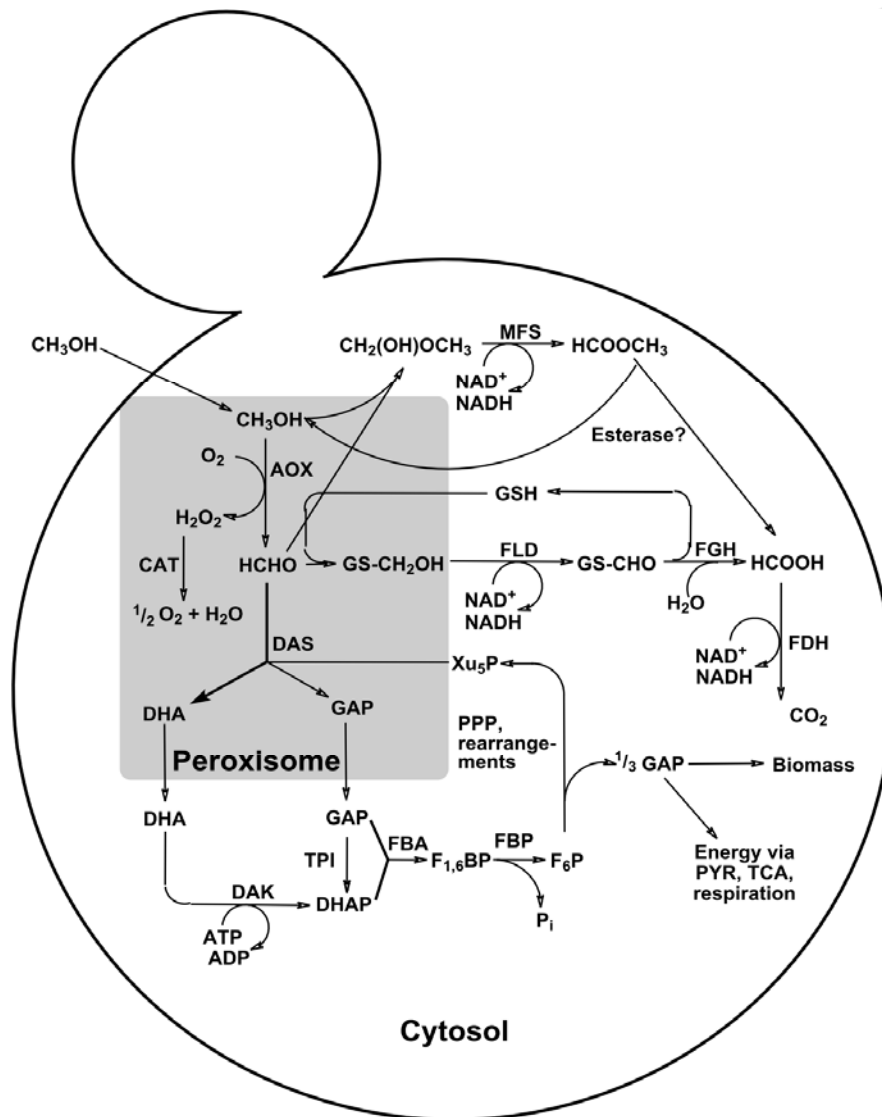 CH₃OH
CH₂(OH)OCH₃
MFS
HCOOCH₃
NAD⁺
NADH
CH₃OH
Esterase?
O₂
AOX
GSH
H₂O₂
CAT
HCHO
GS-CH₂OH
FLD
GS-CHO
FGH
HCOOH
NAD⁺
NADH
H₂O
½ O₂ + H₂O
DAS
Xu₅P
NAD⁺
NADH
FDH
DHA
GAP
CO₂
PPP,
rearrange-
ments
Peroxisome
⅓ GAP
Biomass
DHA
GAP
TPI
FBA
F₁,₆BP
FBP
F₆P
Energy via
PYR, TCA,
respiration
DAK
DHAP
ATP
ADP
Pᵢ
Cytosol